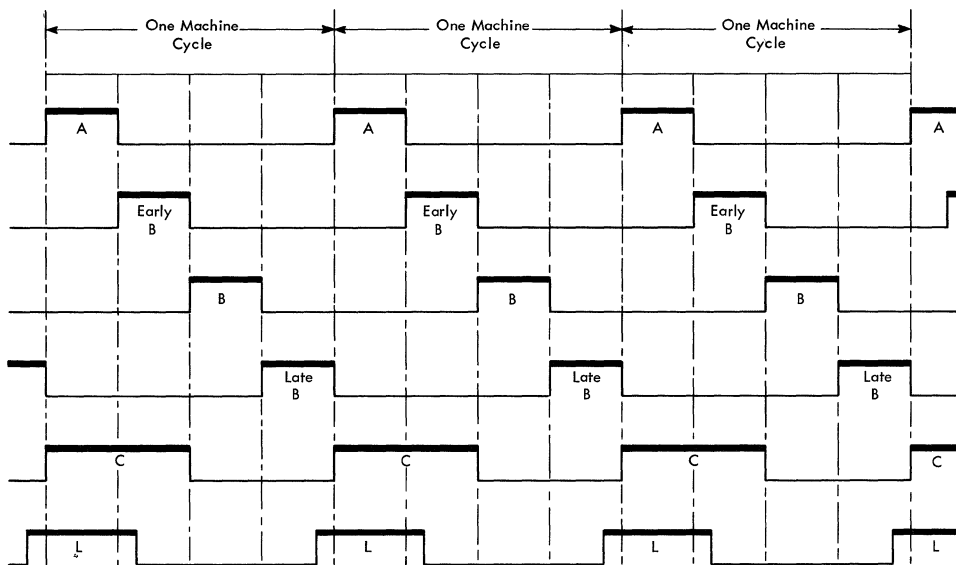 One Machine One Machine One Machine
Cycle Cycle Cycle
A A A A
Early Early Early
B B B
B B B
Late Late Late
B B B
C C C C
L L L L